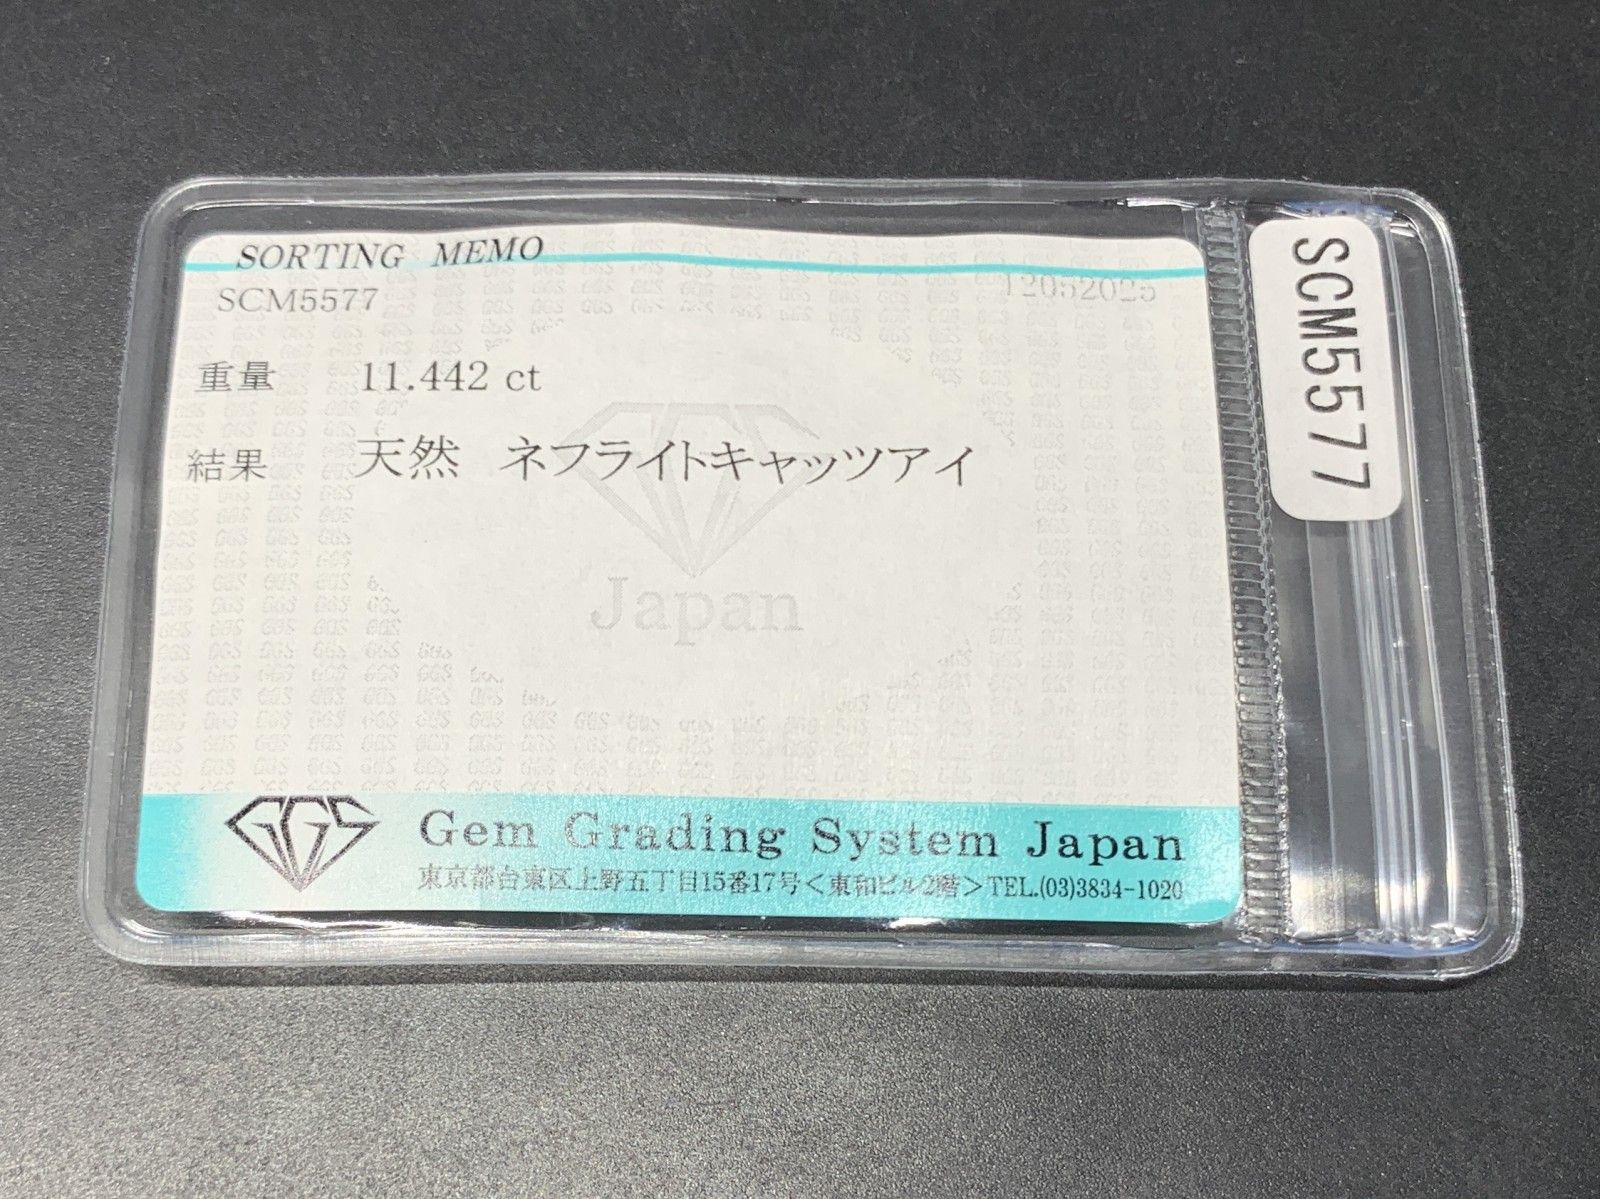 SORTING MEMO
SCM5577
12052025
重量 11.442 ct
結果 天然 ネフライトキャッツアイ
GGS
Japan
GGS
Gem Grading System Japan
東京都台東区上野五丁目15番17号<東和ビル2階>TEL.(03)3834-1020
SCM5577